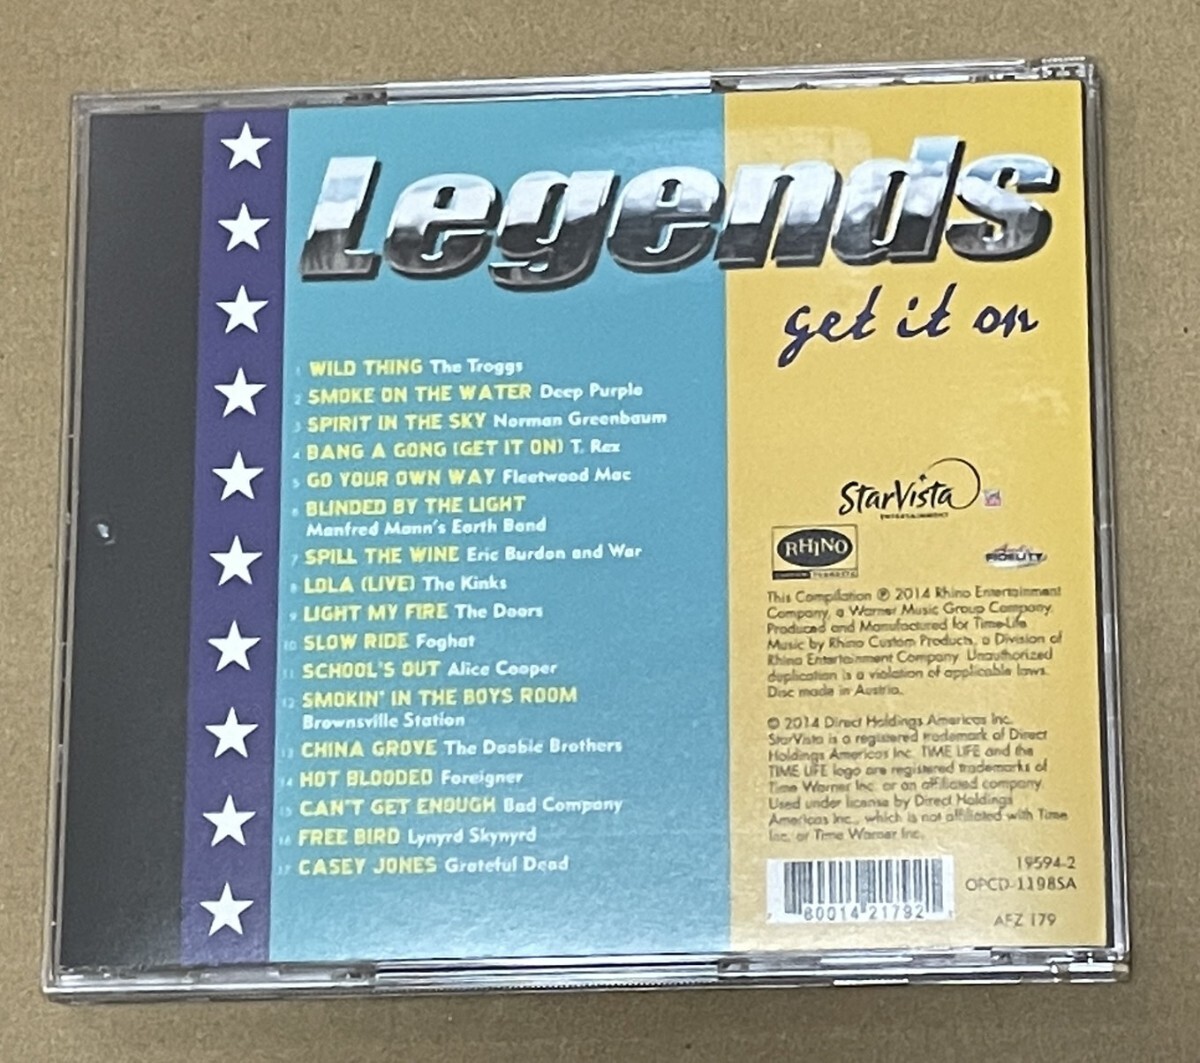 Legends
get it on
1 WILD THING The Troggs
2 SMOKE ON THE WATER Deep Purple
3 SPIRIT IN THE SKY Norman Greenbaum
4 BANG A GONG (GET IT ON) T. Rex
5 GO YOUR OWN WAY Fleetwood Mac
6 BLINDED BY THE LIGHT
Manfred Mann's Earth Band
7 SPILL THE WINE Eric Burdon and War
8 LOLA (LIVE) The Kinks
9 LIGHT MY FIRE The Doors
10 SLOW RIDE Foghat
11 SCHOOL'S OUT Alice Cooper
12 SMOKIN' IN THE BOYS ROOM
Brownsville Station
13 CHINA GROVE The Doobie Brothers
14 HOT BLOODED Foreigner
15 CAN'T GET ENOUGH Bad Company
16 FREE BIRD Lynyrd Skynyrd
17 CASEY JONES Grateful Dead
StarVista
ENTERTAINMENT
RHINO
CUSTOM PRODUCTS
FIDELITY
This Compilation ℗ 2014 Rhino Entertainment
Company, a Warner Music Group Company.
Produced and Manufactured for Time-Life
Music by Rhino Custom Products, a Division of
Rhino Entertainment Company. Unauthorized
duplication is a violation of applicable laws.
Disc made in Austria.
© 2014 Direct Holdings Americas Inc.
StarVista is a registered trademark of Direct
Holdings Americas Inc. TIME LIFE and the
TIME LIFE logo are registered trademarks of
Time Warner Inc. or an affiliated company.
Used under license by Direct Holdings
Americas Inc., which is not affiliated with Time
Inc. or Time Warner Inc.
19594-2
OPCD-1198SA
80014 21792
AFZ 179